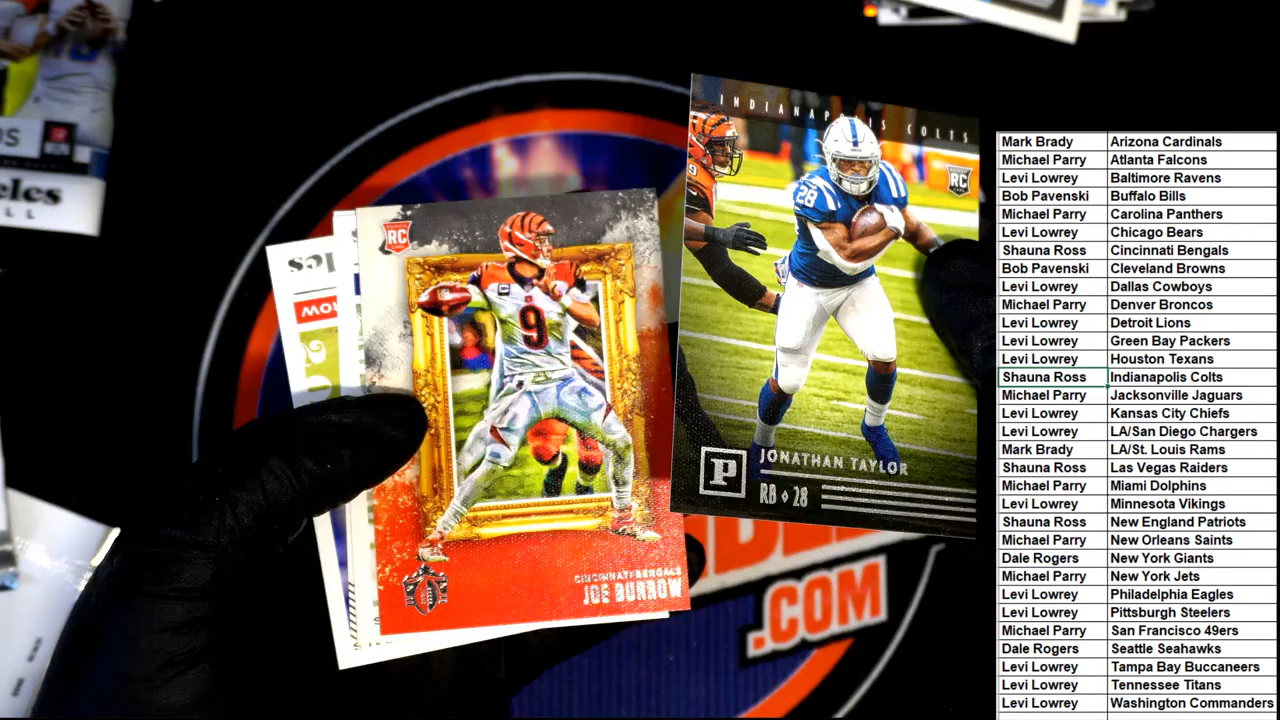 OS
eles
LL
INDIANAPOLIS COLTS
ROOKIE
RC
CARD
28
JONATHAN TAYLOR
P
RB 28
RC
9
CINCINNATI BENGALS
JOE BURROW
.COM
Mark Brady Arizona Cardinals
Michael Parry Atlanta Falcons
Levi Lowrey Baltimore Ravens
Bob Pavenski Buffalo Bills
Michael Parry Carolina Panthers
Levi Lowrey Chicago Bears
Shauna Ross Cincinnati Bengals
Bob Pavenski Cleveland Browns
Levi Lowrey Dallas Cowboys
Michael Parry Denver Broncos
Levi Lowrey Detroit Lions
Levi Lowrey Green Bay Packers
Levi Lowrey Houston Texans
Shauna Ross Indianapolis Colts
Michael Parry Jacksonville Jaguars
Levi Lowrey Kansas City Chiefs
Levi Lowrey LA/San Diego Chargers
Mark Brady LA/St. Louis Rams
Shauna Ross Las Vegas Raiders
Michael Parry Miami Dolphins
Levi Lowrey Minnesota Vikings
Shauna Ross New England Patriots
Michael Parry New Orleans Saints
Dale Rogers New York Giants
Michael Parry New York Jets
Levi Lowrey Philadelphia Eagles
Levi Lowrey Pittsburgh Steelers
Michael Parry San Francisco 49ers
Dale Rogers Seattle Seahawks
Levi Lowrey Tampa Bay Buccaneers
Levi Lowrey Tennessee Titans
Levi Lowrey Washington Commanders